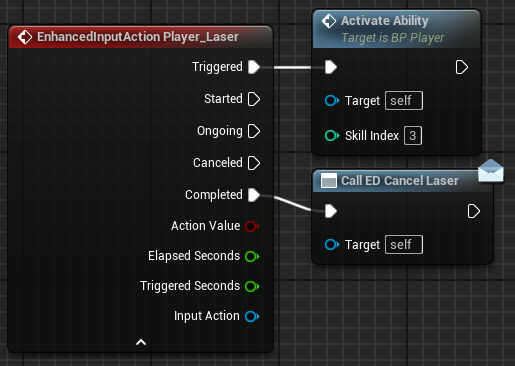 EnhancedInputAction Player_Laser
Triggered
Started
Ongoing
Canceled
Completed
Action Value
Elapsed Seconds
Triggered Seconds
Input Action
Activate Ability
Target is BP Player
Target self
Skill Index 3
Call ED Cancel Laser
Target self